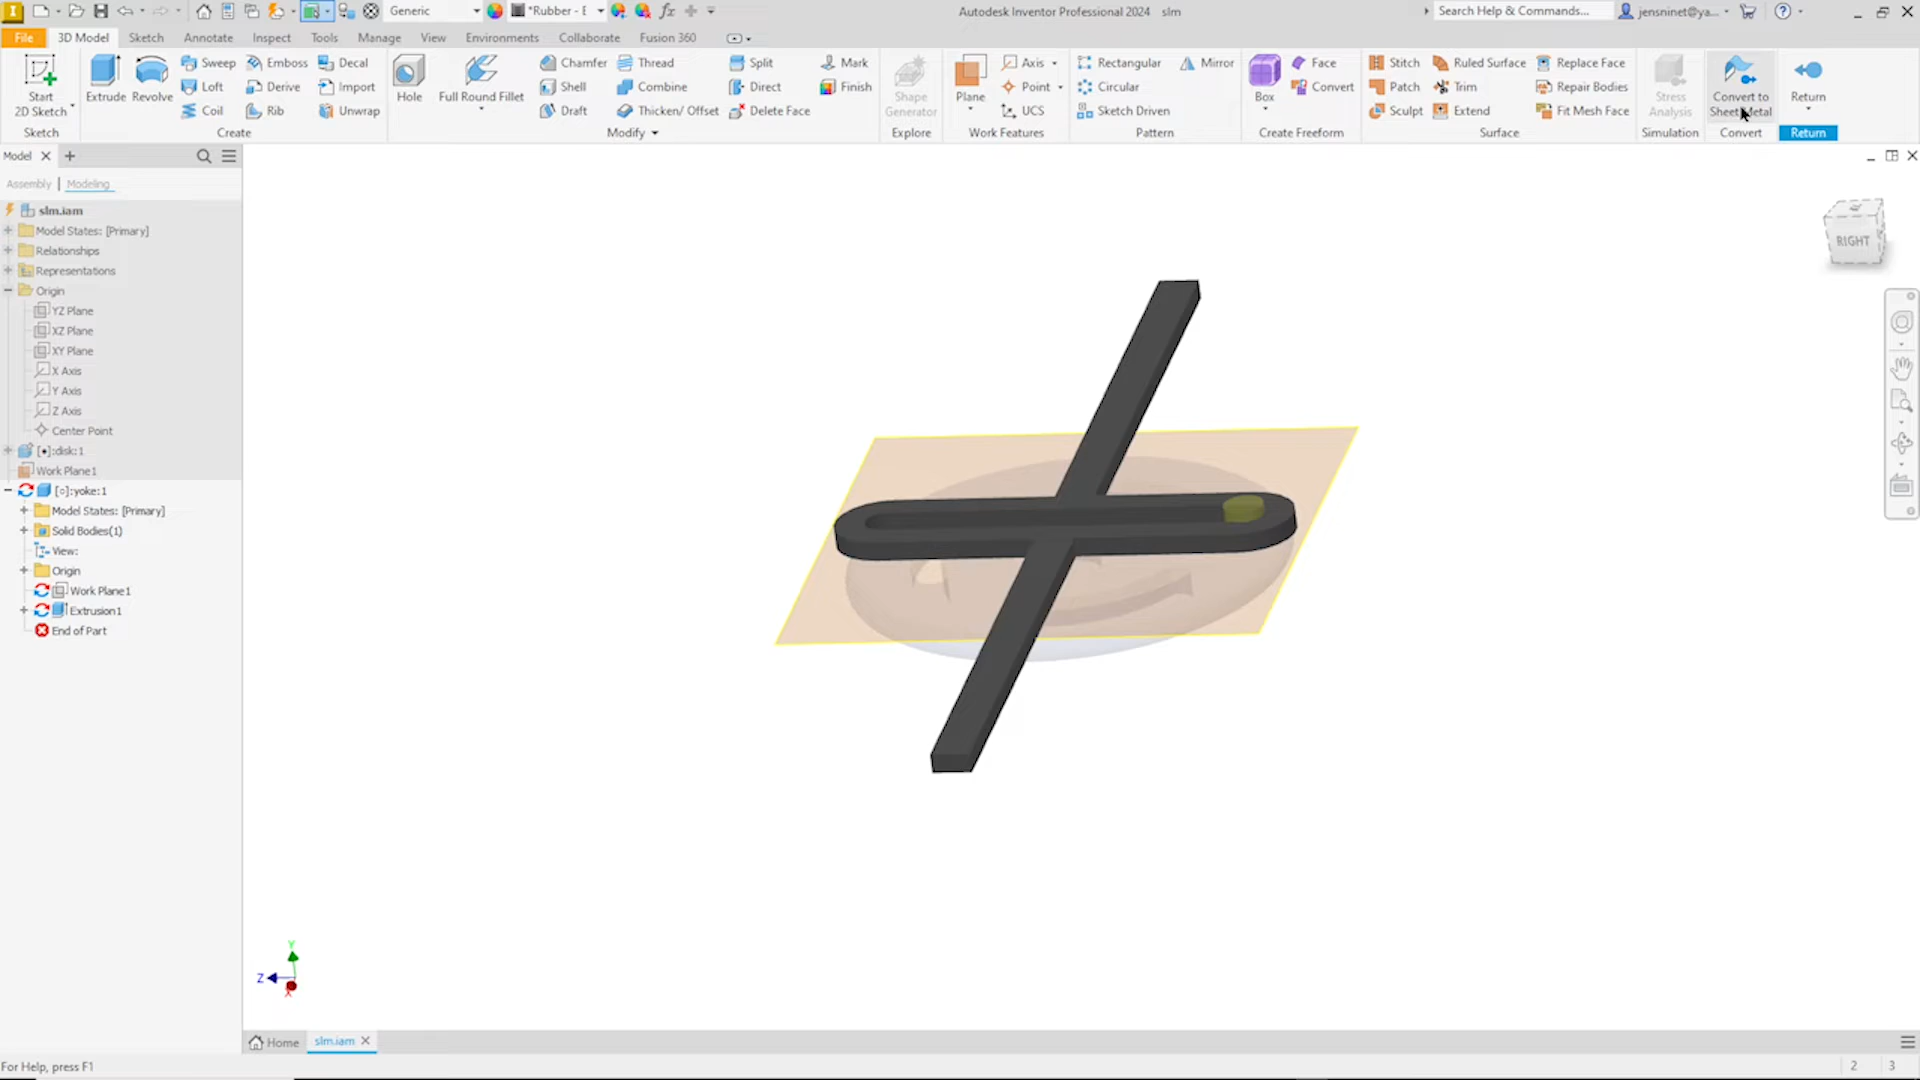 Generic
*Rubber - E
Autodesk Inventor Professional 2024 slm
Search Help & Commands...
jensninet@ya...
File 3D Model Sketch Annotate Inspect Tools Manage View Environments Collaborate Fusion 360
Start
2D Sketch
Extrude
Revolve
Sweep
Loft
Coil
Emboss
Derive
Rib
Decal
Import
Unwrap
Hole
Full Round Fillet
Chamfer
Shell
Draft
Thread
Combine
Thicken/ Offset
Split
Direct
Delete Face
Mark
Finish
Shape
Generator
Plane
Axis
Point
UCS
Rectangular
Circular
Sketch Driven
Mirror
Box
Face
Convert
Stitch
Patch
Sculpt
Ruled Surface
Trim
Extend
Replace Face
Repair Bodies
Fit Mesh Face
Stress
Analysis
Convert to
Sheet Metal
Return
Sketch Create Modify Explore Work Features Pattern Create Freeform Surface Simulation Convert Return
Model
Assembly | Modeling
slm.iam
Model States: [Primary]
Relationships
Representations
Origin
YZ Plane
XZ Plane
XY Plane
X Axis
Y Axis
Z Axis
Center Point
[•]:disk:1
Work Plane1
[○]:yoke:1
Model States: [Primary]
Solid Bodies(1)
View:
Origin
Work Plane1
Extrusion1
End of Part
RIGHT
Y
Z
X
Home
slm.iam
For Help, press F1
2 3